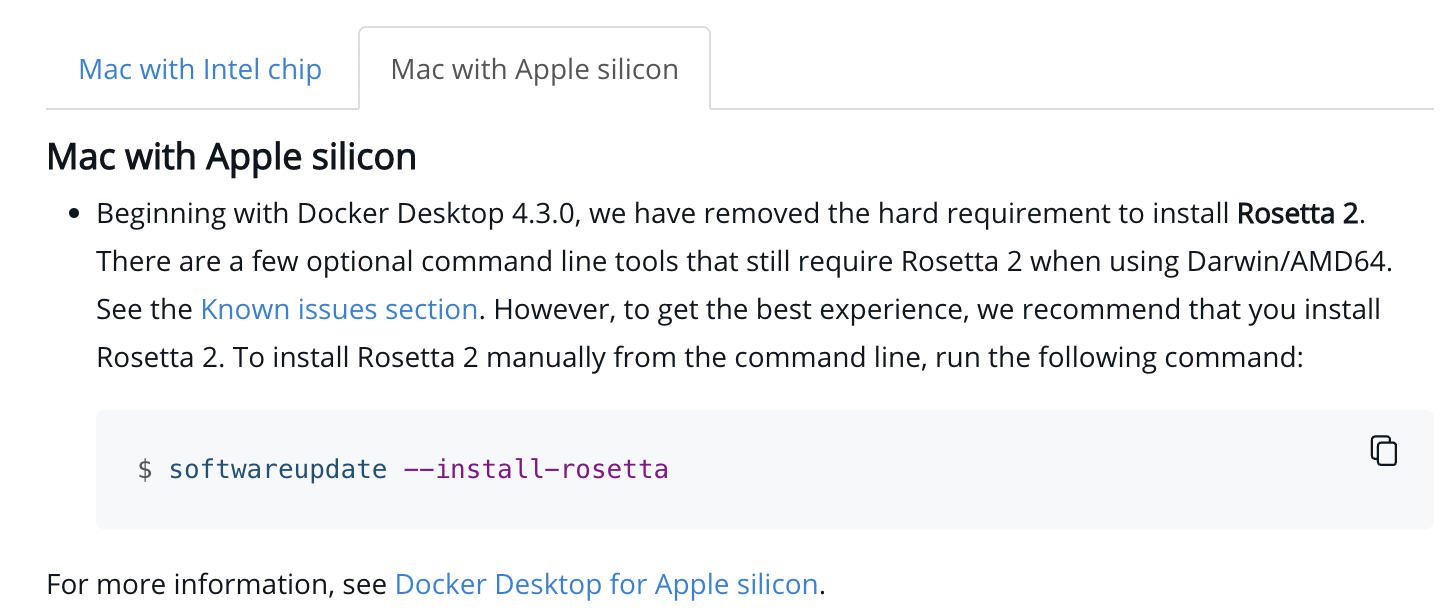 Mac with Intel chip
Mac with Apple silicon
Mac with Apple silicon
• Beginning with Docker Desktop 4.3.0, we have removed the hard requirement to install Rosetta 2.
There are a few optional command line tools that still require Rosetta 2 when using Darwin/AMD64.
See the Known issues section. However, to get the best experience, we recommend that you install
Rosetta 2. To install Rosetta 2 manually from the command line, run the following command:
$ softwareupdate --install-rosetta
For more information, see Docker Desktop for Apple silicon.